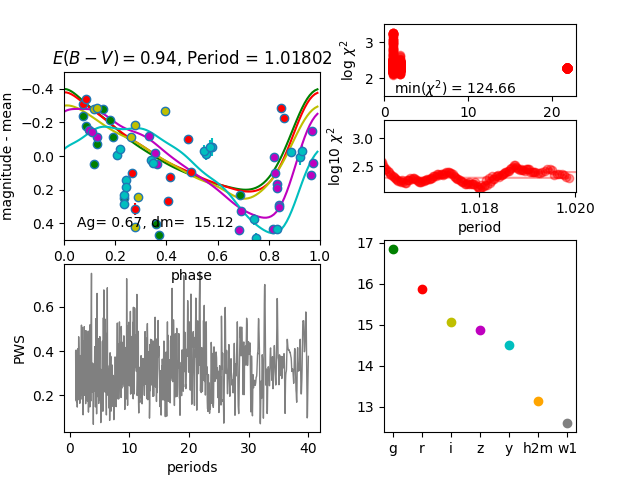 E(B − V) = 0.94, Period = 1.01802
magnitude - mean
−0.4
−0.2
0.0
0.2
0.4
Ag= 0.67, dm= 15.12
0.0 0.2 0.4 0.6 0.8 1.0
phase
log χ²
3
2
min(χ²) = 124.66
0 10 20
log10 χ²
3.0
2.5
1.018 1.020
period
PWS
0.6
0.4
0.2
0 10 20 30 40
periods
17
16
15
14
13
g r i z y h2m w1